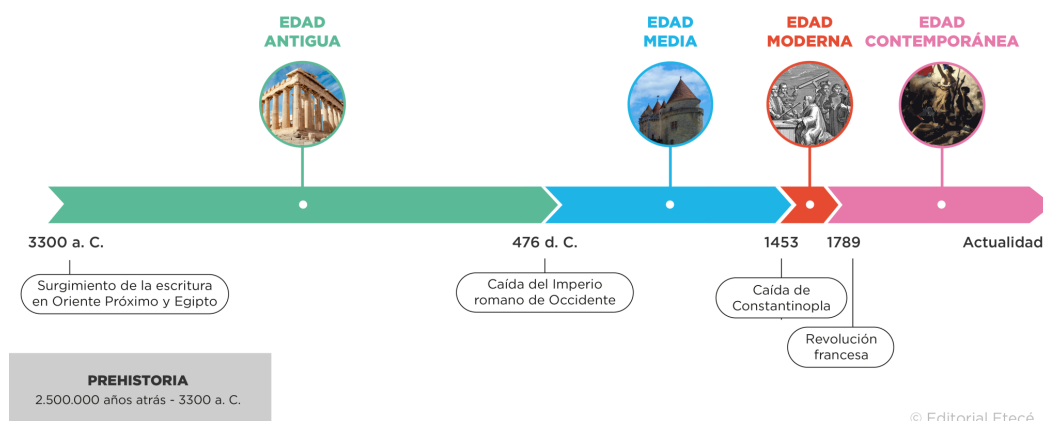 EDAD
ANTIGUA
EDAD
MEDIA
EDAD
MODERNA
EDAD
CONTEMPORÁNEA
3300 a. C.
476 d. C.
1453
1789
Actualidad
Surgimiento de la escritura
en Oriente Próximo y Egipto
Caída del Imperio
romano de Occidente
Caída de
Constantinopla
Revolución
francesa
PREHISTORIA
2.500.000 años atrás - 3300 a. C.
© Editorial Etecé